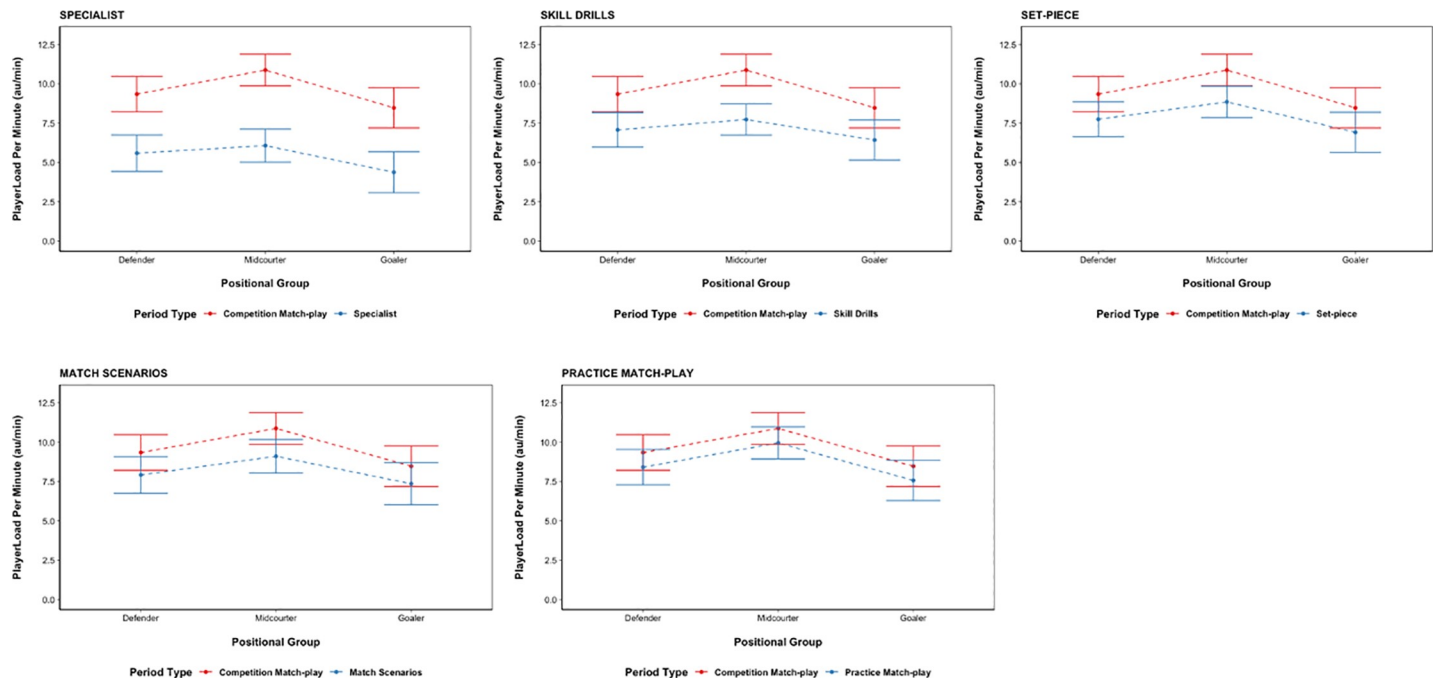 SPECIALIST
PlayerLoad Per Minute (au/min)
12.5
10.0
7.5
5.0
2.5
0.0
Defender Midcourter Goaler
Positional Group
Period Type Competition Match-play Specialist
SKILL DRILLS
PlayerLoad Per Minute (au/min)
12.5
10.0
7.5
5.0
2.5
0.0
Defender Midcourter Goaler
Positional Group
Period Type Competition Match-play Skill Drills
SET-PIECE
PlayerLoad Per Minute (au/min)
12.5
10.0
7.5
5.0
2.5
0.0
Defender Midcourter Goaler
Positional Group
Period Type Competition Match-play Set-piece
MATCH SCENARIOS
PlayerLoad Per Minute (au/min)
12.5
10.0
7.5
5.0
2.5
0.0
Defender Midcourter Goaler
Positional Group
Period Type Competition Match-play Match Scenarios
PRACTICE MATCH-PLAY
PlayerLoad Per Minute (au/min)
12.5
10.0
7.5
5.0
2.5
0.0
Defender Midcourter Goaler
Positional Group
Period Type Competition Match-play Practice Match-play